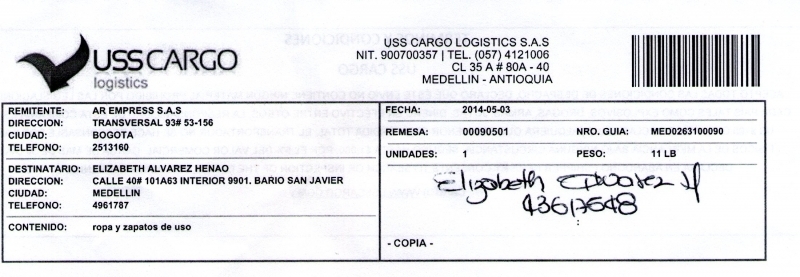 USSCARGO
logistics
USS CARGO LOGISTICS S.A.S
NIT. 900700357 | TEL. (057) 4121006
CL 35 A # 80A - 40
MEDELLIN - ANTIOQUIA
REMITENTE: AR EMPRESS S.A.S
DIRECCION: TRANSVERSAL 93# 53-156
CIUDAD: BOGOTA
TELEFONO: 2513160
DESTINATARIO: ELIZABETH ALVAREZ HENAO
DIRECCION: CALLE 40# 101A63 INTERIOR 9901. BARIO SAN JAVIER
CIUDAD: MEDELLIN
TELEFONO: 4961787
CONTENIDO: ropa y zapatos de uso
FECHA: 2014-05-03
REMESA: 00090501 NRO. GUIA: MED0263100090
UNIDADES: 1 PESO: 11 LB
Elizabeth Alvarez H
43617648
- COPIA -